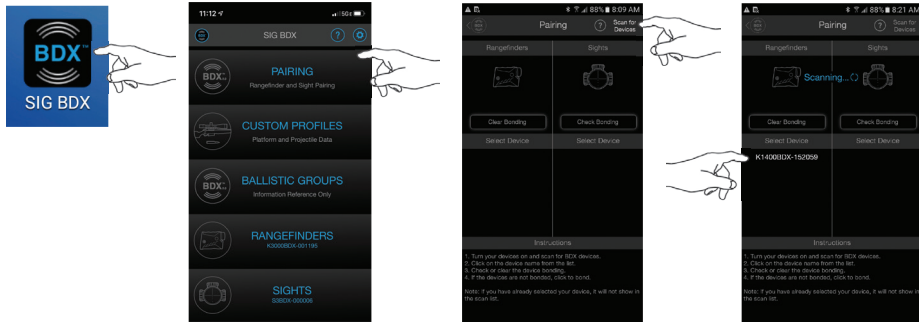 BDX™
SIG BDX
11:12
5G
SIG BDX
?
BDX™
PAIRING
Rangefinder and Sight Pairing
CUSTOM PROFILES
Platform and Projectile Data
BDX™
BALLISTIC GROUPS
Information Reference Only
RANGEFINDERS
K3000BDX-001195
SIGHTS
S3BDX-000008
88% 8:09 AM
Pairing
?
Scan for
Devices
Rangefinders Sights
Clear Bonding Check Bonding
Select Device Select Device
Instructions
1. Turn your devices on and scan for BDX devices.
2. Click on the device name from the list.
3. Check or clear the device bonding.
4. If the devices are not bonded, click to bond.
Note: If you have already selected your device, it will not show in
the scan list.
88% 8:21 AM
Pairing
?
Scan for
Devices
Rangefinders Sights
Scanning...
Clear Bonding Check Bonding
Select Device Select Device
K1400BDX-152059
Instructions
1. Turn your devices on and scan for BDX devices.
2. Click on the device name from the list.
3. Check or clear the device bonding.
4. If the devices are not bonded, click to bond.
Note: If you have already selected your device, it will not show in
the scan list.